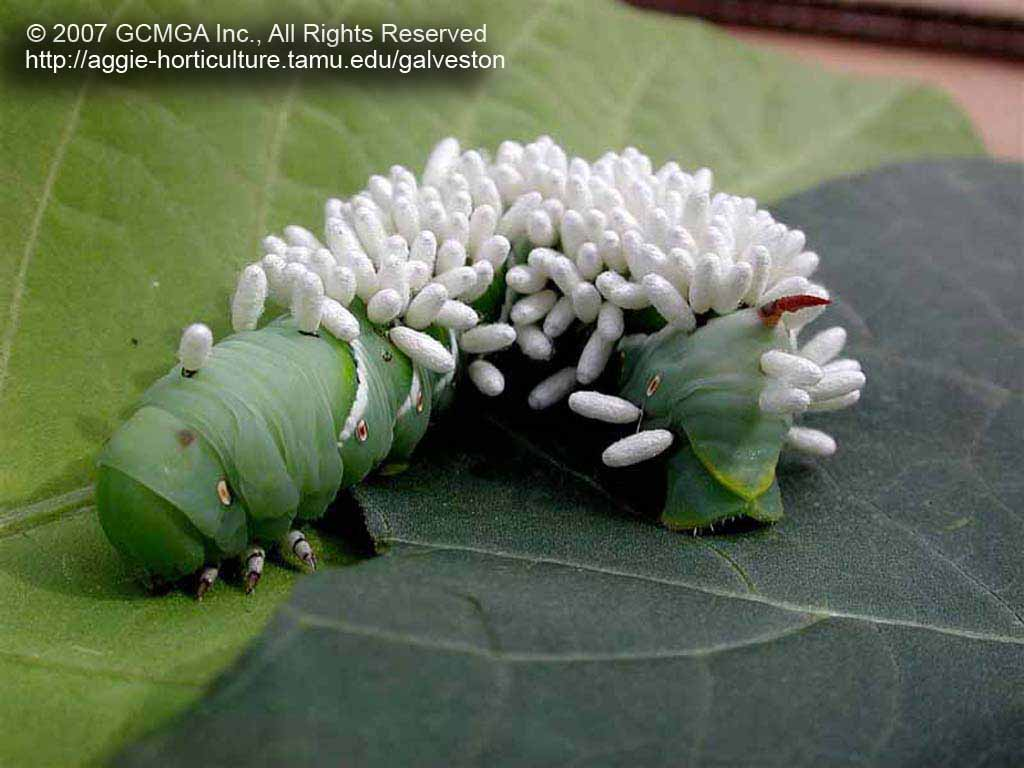 © 2007 GCMGA Inc., All Rights Reserved
http://aggie-horticulture.tamu.edu/galveston